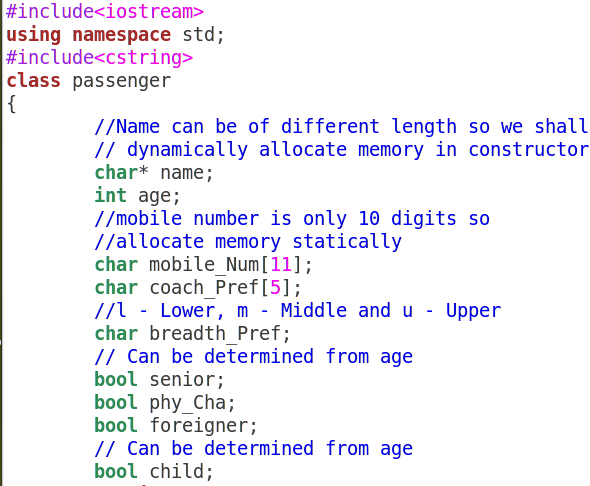 #include<iostream>
using namespace std;
#include<cstring>
class passenger
{
//Name can be of different length so we shall
// dynamically allocate memory in constructor
char* name;
int age;
//mobile number is only 10 digits so
//allocate memory statically
char mobile_Num[11];
char coach_Pref[5];
//l - Lower, m - Middle and u - Upper
char breadth_Pref;
// Can be determined from age
bool senior;
bool phy_Cha;
bool foreigner;
// Can be determined from age
bool child;